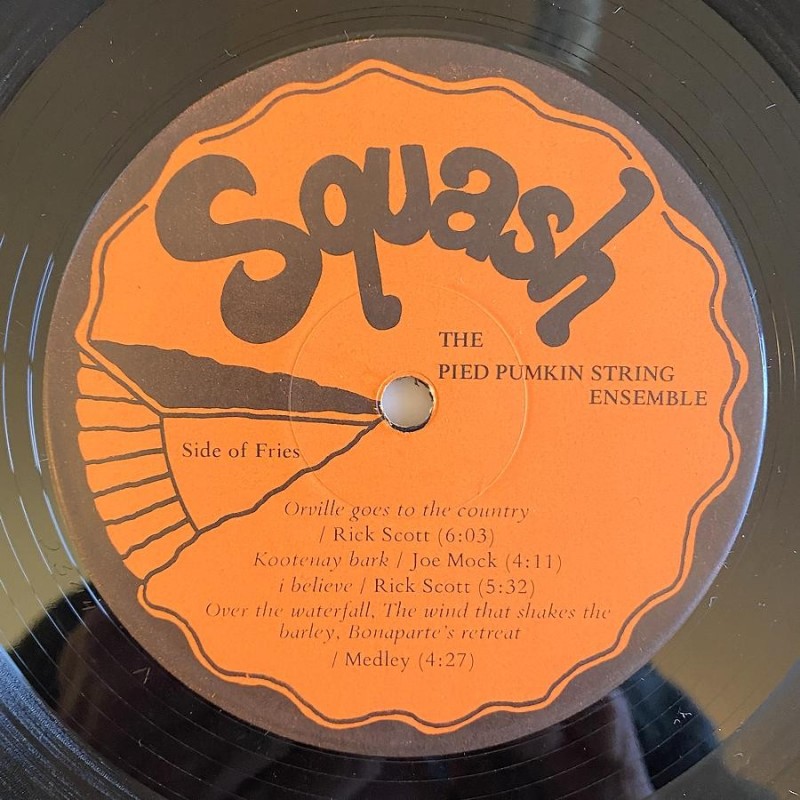 Squash
THE
PIED PUMKIN STRING
ENSEMBLE
Side of Fries
Orville goes to the country
/ Rick Scott (6:03)
Kootenay bark / Joe Mock (4:11)
i believe / Rick Scott (5:32)
Over the waterfall, The wind that shakes the
barley, Bonaparte's retreat
/ Medley (4:27)